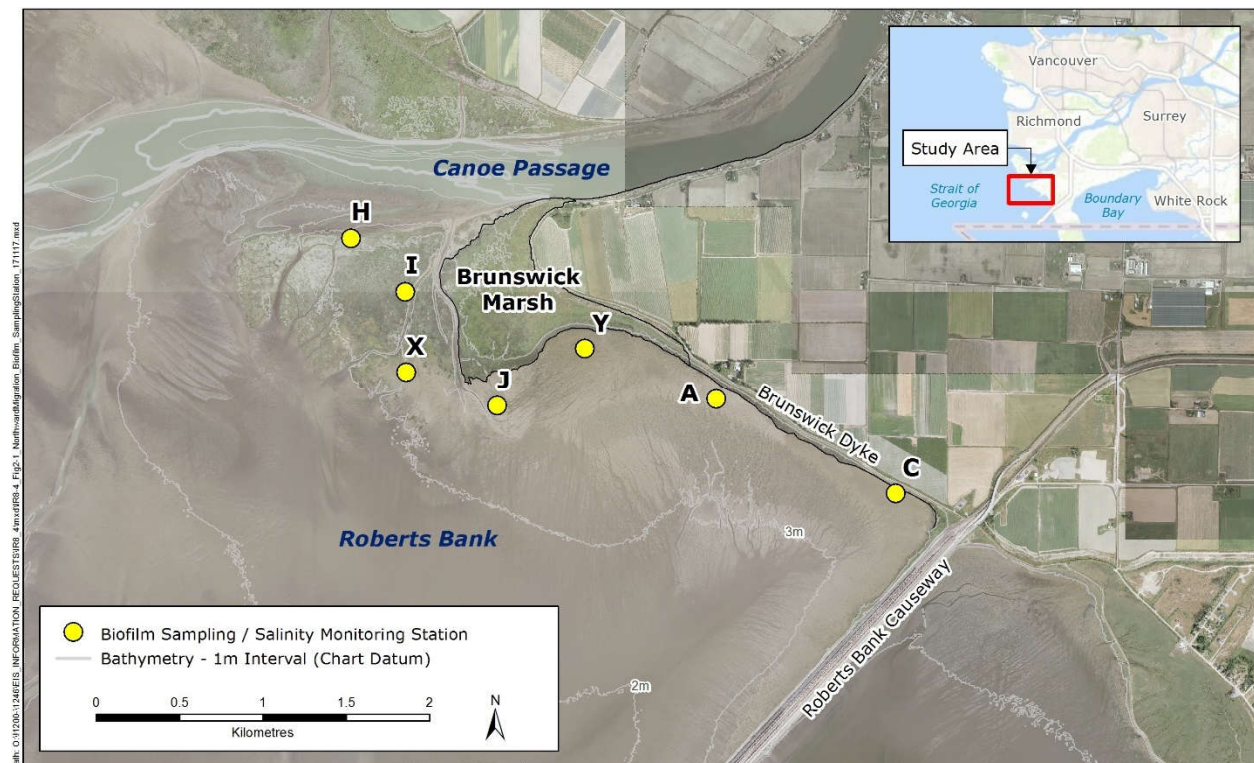 Canoe Passage
H
I
Brunswick
Marsh
X
Y
J
A
Brunswick Dyke
C
Roberts Bank
3m
2m
Roberts Bank Causeway
Vancouver
Richmond
Surrey
Study Area
Strait of
Georgia
Boundary
Bay
White Rock
Biofilm Sampling / Salinity Monitoring Station
Bathymetry - 1m Interval (Chart Datum)
0 0.5 1 1.5 2
Kilometres
N